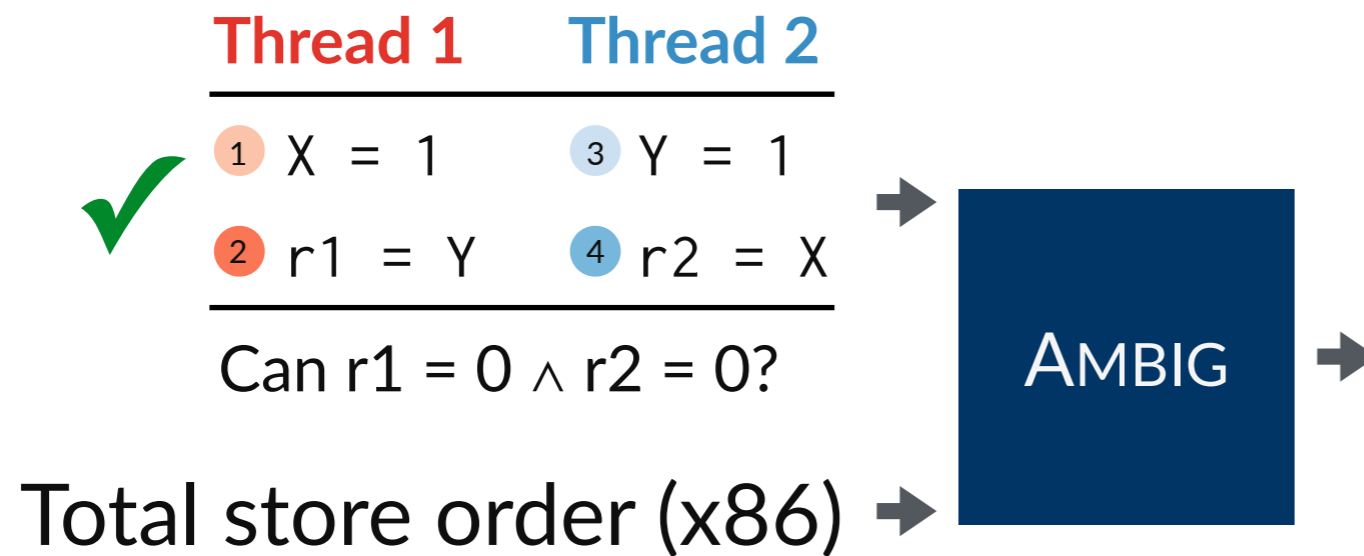 Thread 1 Thread 2
1 X = 1 3 Y = 1
2 r1 = Y 4 r2 = X
Can r1 = 0 ∧ r2 = 0?
AMBIG
Total store order (x86)